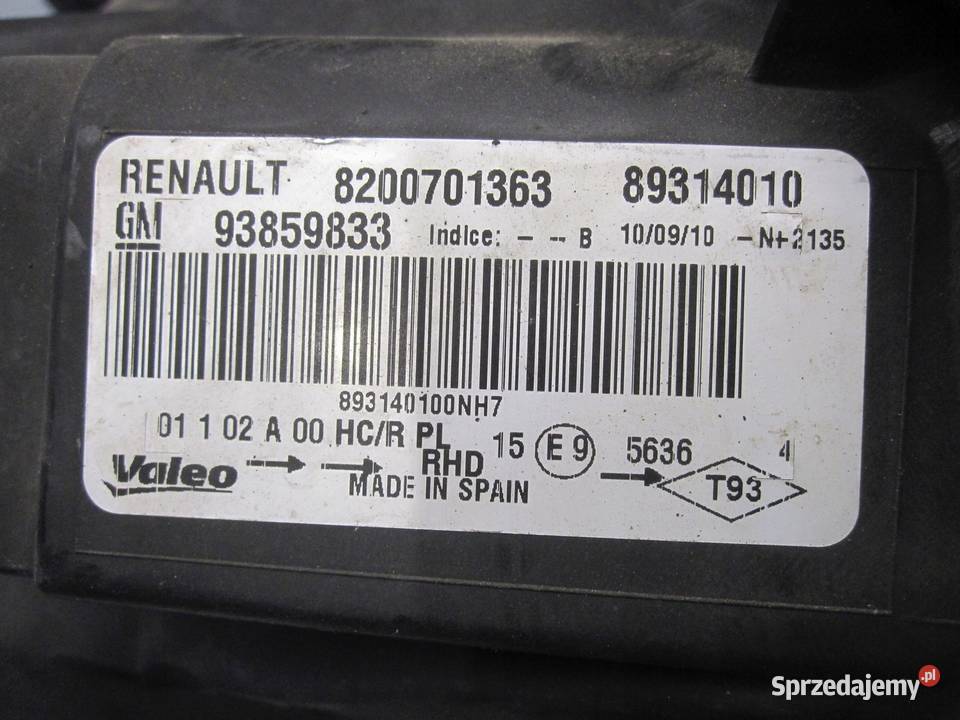 RENAULT 8200701363 89314010
GM 93859833 Indice: - -- B 10/09/10 -N+2135
893140100NH7
01 1 02 A 00 HC/R PL 15 E9 5636 4
Valeo RHD T93
MADE IN SPAIN
Sprzedajemy.pl